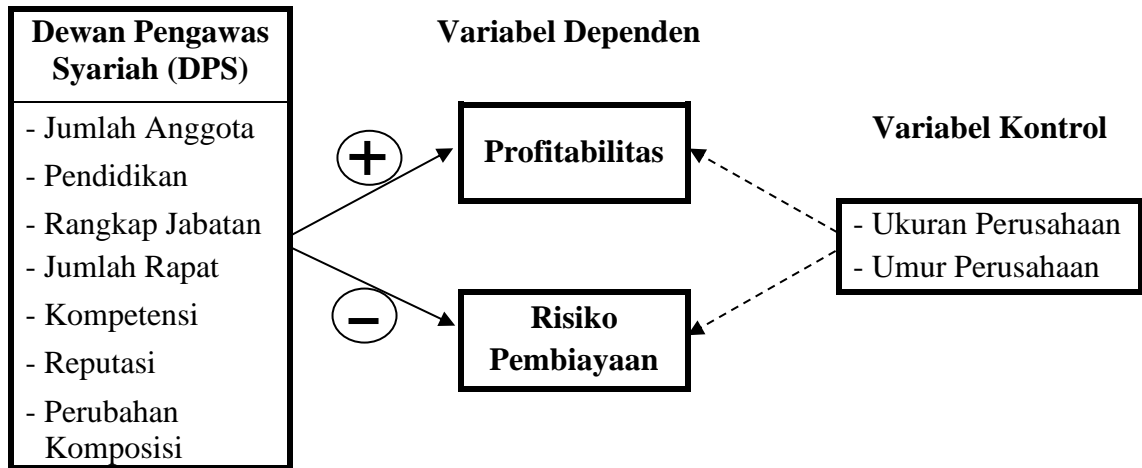 Dewan Pengawas
Syariah (DPS)
- Jumlah Anggota
- Pendidikan
- Rangkap Jabatan
- Jumlah Rapat
- Kompetensi
- Reputasi
- Perubahan
Komposisi
+
−
Variabel Dependen
Profitabilitas
Risiko
Pembiayaan
Variabel Kontrol
- Ukuran Perusahaan
- Umur Perusahaan